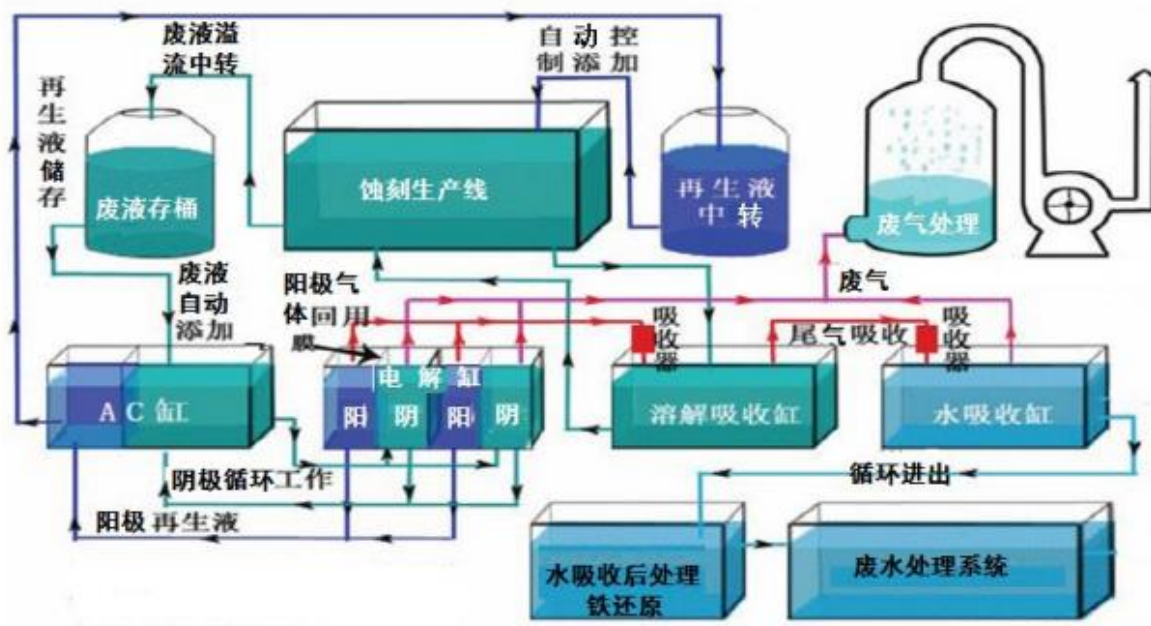 废液溢
流中转
自动控
制添加
再生液储存
废液存桶
蚀刻生产线
再生液
中转
废气处理
废液
自动
添加
阳极气
体回用
膜
废气
吸收器
尾气吸收
吸收器
AC缸
电解缸
阳
阴
阳
阴
溶解吸收缸
水吸收缸
阴极循环工作
阳极再生液
循环进出
水吸收后处理
铁还原
废水处理系统